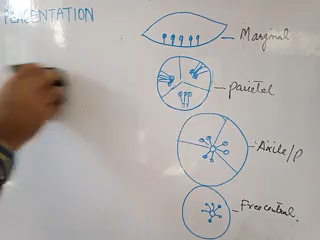 PLACENTATION
Marginal
parietal
Axile/P
Freecentral.